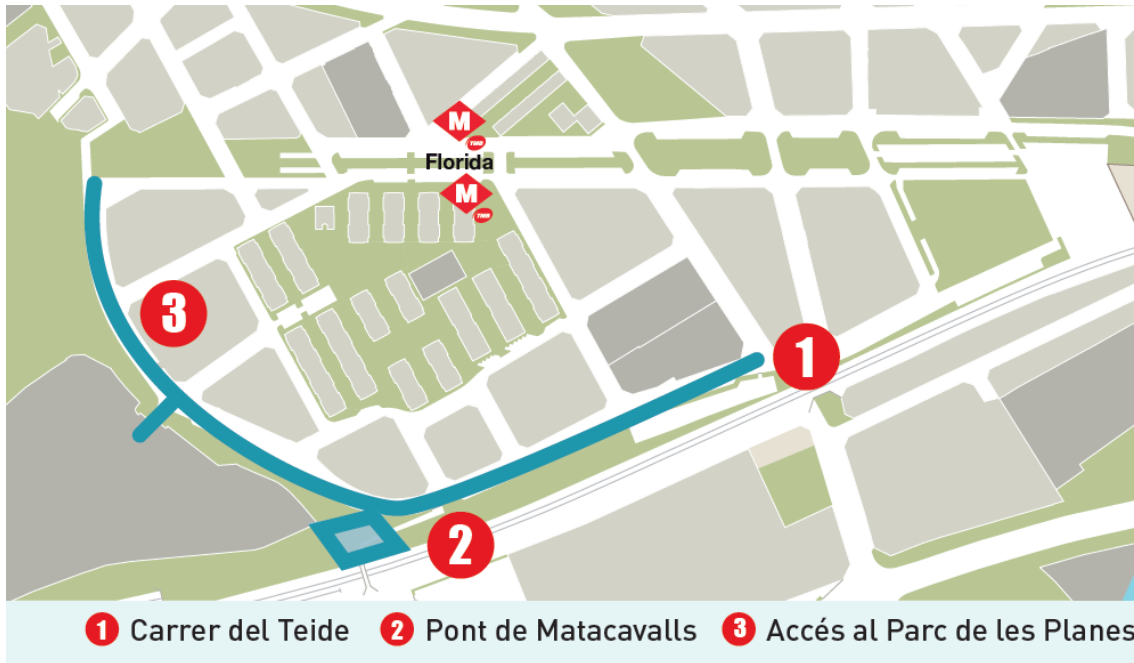 M
TMB
Florida
M
TMB
3
1
2
1 Carrer del Teide 2 Pont de Matacavalls 3 Accés al Parc de les Planes